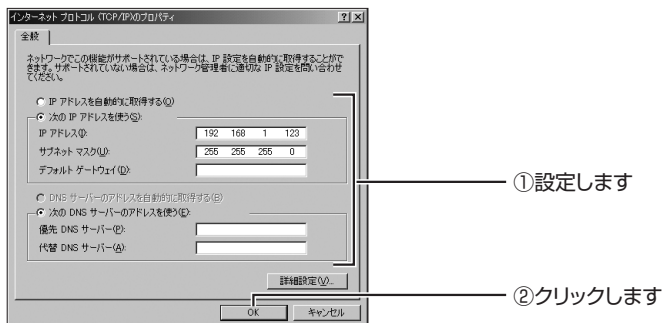 インターネット プロトコル (TCP/IP)のプロパティ
全般
ネットワークでこの機能がサポートされている場合は、IP 設定を自動的に取得することがで
きます。サポートされていない場合は、ネットワーク管理者に適切な IP 設定を問い合わせ
てください。
IP アドレスを自動的に取得する(O)
次の IP アドレスを使う(S):
IP アドレス(I): 192 168 1 123
サブネット マスク(U): 255 255 255 0
デフォルト ゲートウェイ(D):
①設定します
DNS サーバーのアドレスを自動的に取得する(B)
次の DNS サーバーのアドレスを使う(E):
優先 DNS サーバー(P):
代替 DNS サーバー(A):
詳細設定(V)...
②クリックします
OK キャンセル